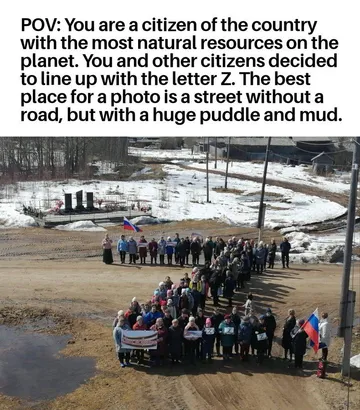 POV: You are a citizen of the country
with the most natural resources on the
planet. You and other citizens decided
to line up with the letter Z. The best
place for a photo is a street without a
road, but with a huge puddle and mud.